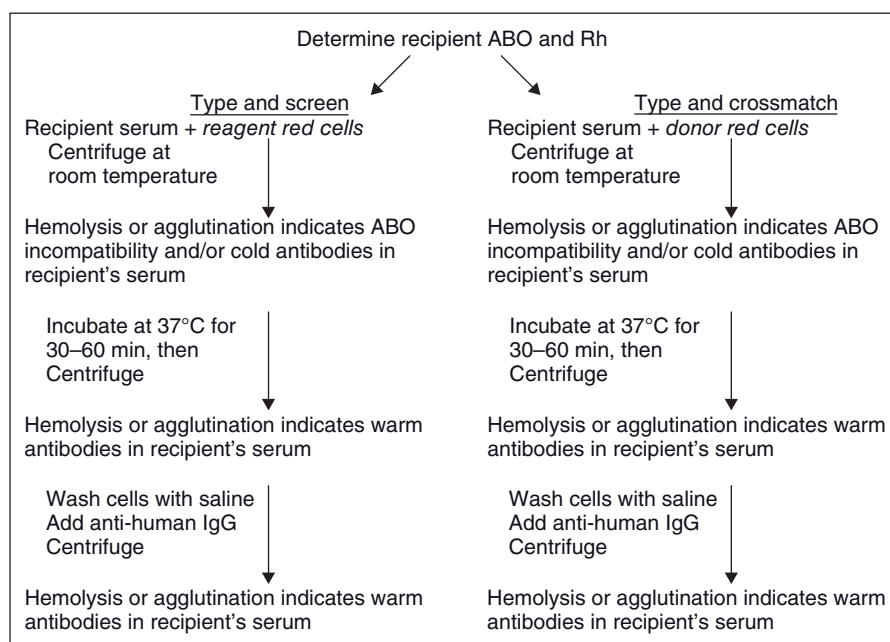 Determine recipient ABO and Rh
Type and screen
Recipient serum + reagent red cells
Centrifuge at
room temperature
Hemolysis or agglutination indicates ABO
incompatibility and/or cold antibodies in
recipient's serum
Incubate at 37°C for
30–60 min, then
Centrifuge
Hemolysis or agglutination indicates warm
antibodies in recipient's serum
Wash cells with saline
Add anti-human IgG
Centrifuge
Hemolysis or agglutination indicates warm
antibodies in recipient's serum
Type and crossmatch
Recipient serum + donor red cells
Centrifuge at
room temperature
Hemolysis or agglutination indicates ABO
incompatibility and/or cold antibodies in
recipient's serum
Incubate at 37°C for
30–60 min, then
Centrifuge
Hemolysis or agglutination indicates warm
antibodies in recipient's serum
Wash cells with saline
Add anti-human IgG
Centrifuge
Hemolysis or agglutination indicates warm
antibodies in recipient's serum